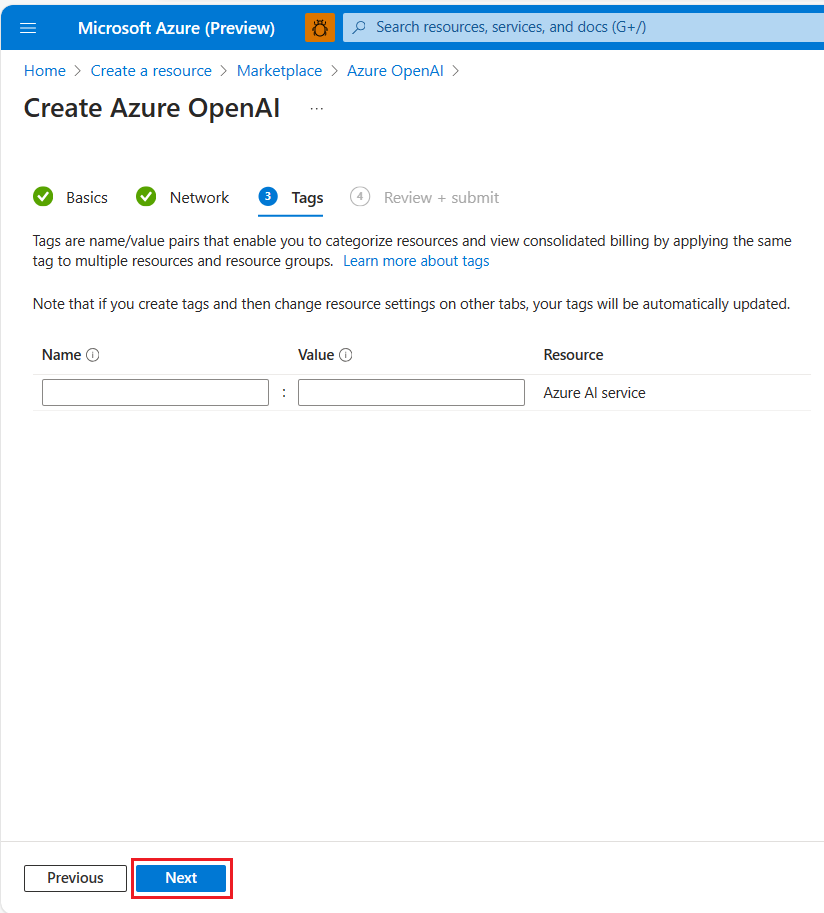 Microsoft Azure (Preview) Search resources, services, and docs (G+/)
Home > Create a resource > Marketplace > Azure OpenAI >
Create Azure OpenAI ...
Basics Network 3 Tags 4 Review + submit
Tags are name/value pairs that enable you to categorize resources and view consolidated billing by applying the same
tag to multiple resources and resource groups. Learn more about tags
Note that if you create tags and then change resource settings on other tabs, your tags will be automatically updated.
Name Value Resource
: Azure AI service
Previous Next